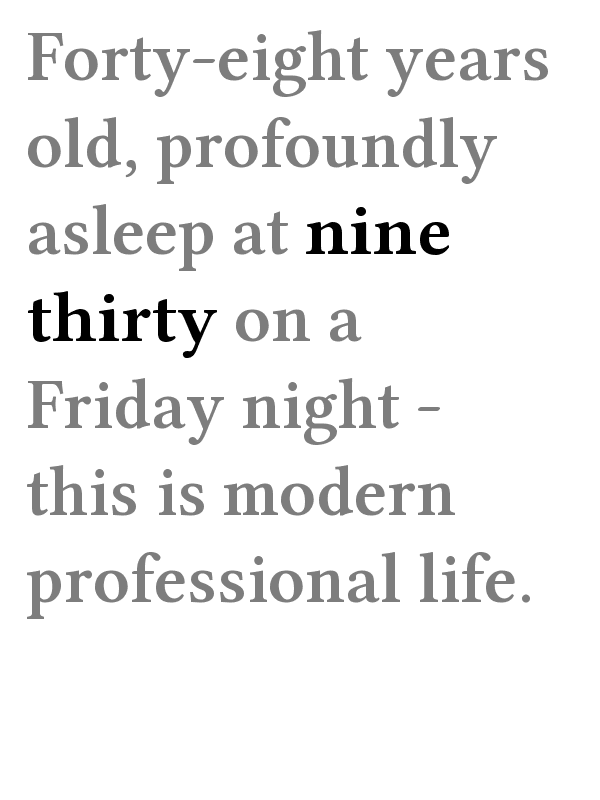 Forty-eight years
old, profoundly
asleep at nine
thirty on a
Friday night -
this is modern
professional life.